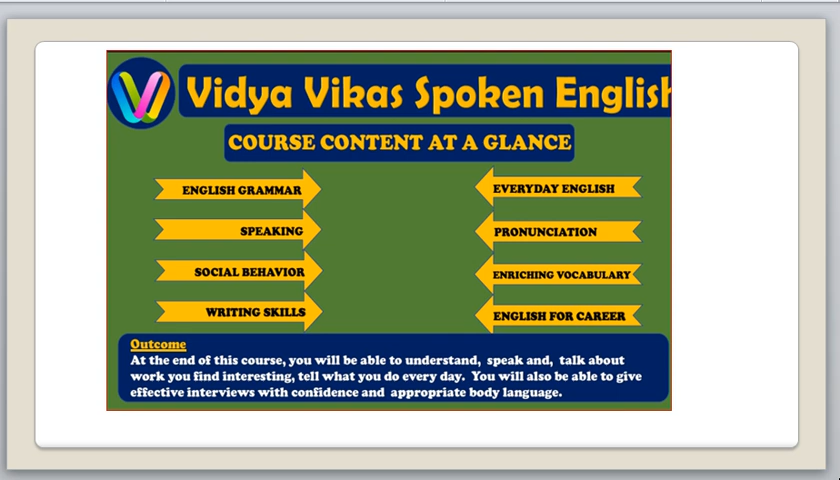 Vidya Vikas Spoken English
COURSE CONTENT AT A GLANCE
ENGLISH GRAMMAR
SPEAKING
SOCIAL BEHAVIOR
WRITING SKILLS
EVERYDAY ENGLISH
PRONUNCIATION
ENRICHING VOCABULARY
ENGLISH FOR CAREER
Outcome
At the end of this course, you will be able to understand, speak and, talk about
work you find interesting, tell what you do every day. You will also be able to give
effective interviews with confidence and appropriate body language.